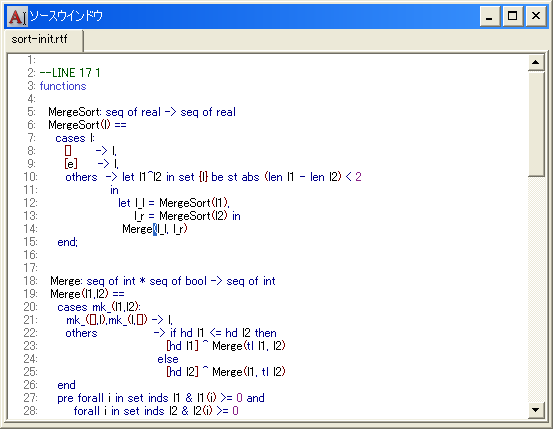 ソースウインドウ
sort-init.rtf
1:
2: --LINE 17 1
3: functions
4:
5: MergeSort: seq of real -> seq of real
6: MergeSort(l) ==
7: cases l:
8: [] -> l,
9: [e] -> l,
10: others -> let l1^l2 in set {l} be st abs (len l1 - len l2) < 2
11: in
12: let l_l = MergeSort(l1),
13: l_r = MergeSort(l2) in
14: Merge(l_l, l_r)
15: end;
16:
17:
18: Merge: seq of int * seq of bool -> seq of int
19: Merge(l1,l2) ==
20: cases mk_(l1,l2):
21: mk_([],l),mk_(l,[]) -> l,
22: others -> if hd l1 <= hd l2 then
23: [hd l1] ^ Merge(tl l1, l2)
24: else
25: [hd l2] ^ Merge(l1, tl l2)
26: end
27: pre forall i in set inds l1 & l1(i) >= 0 and
28: forall i in set inds l2 & l2(i) >= 0